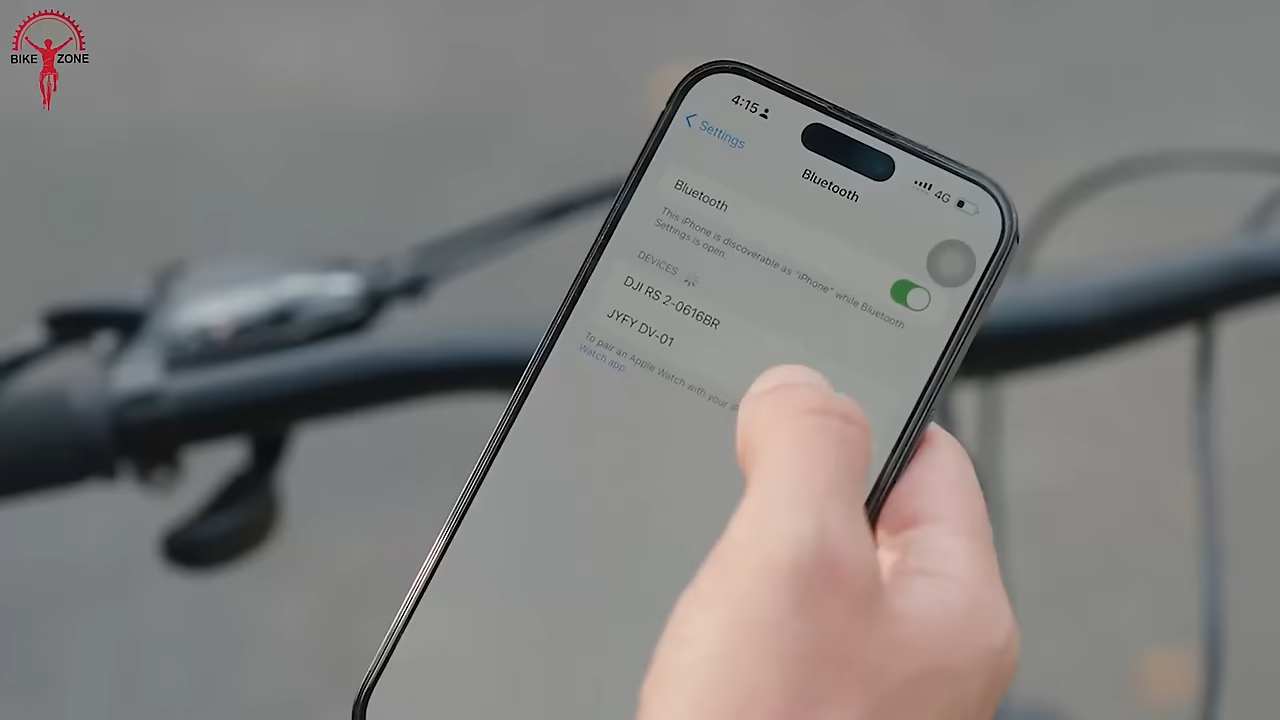 BIKE ZONE
4:15
4G
Settings
Bluetooth
Bluetooth
This iPhone is discoverable as "iPhone" while Bluetooth
Settings is open.
DEVICES
DJI RS 2-0616BR
JYFY DV-01
To pair an Apple Watch with your
Watch app.